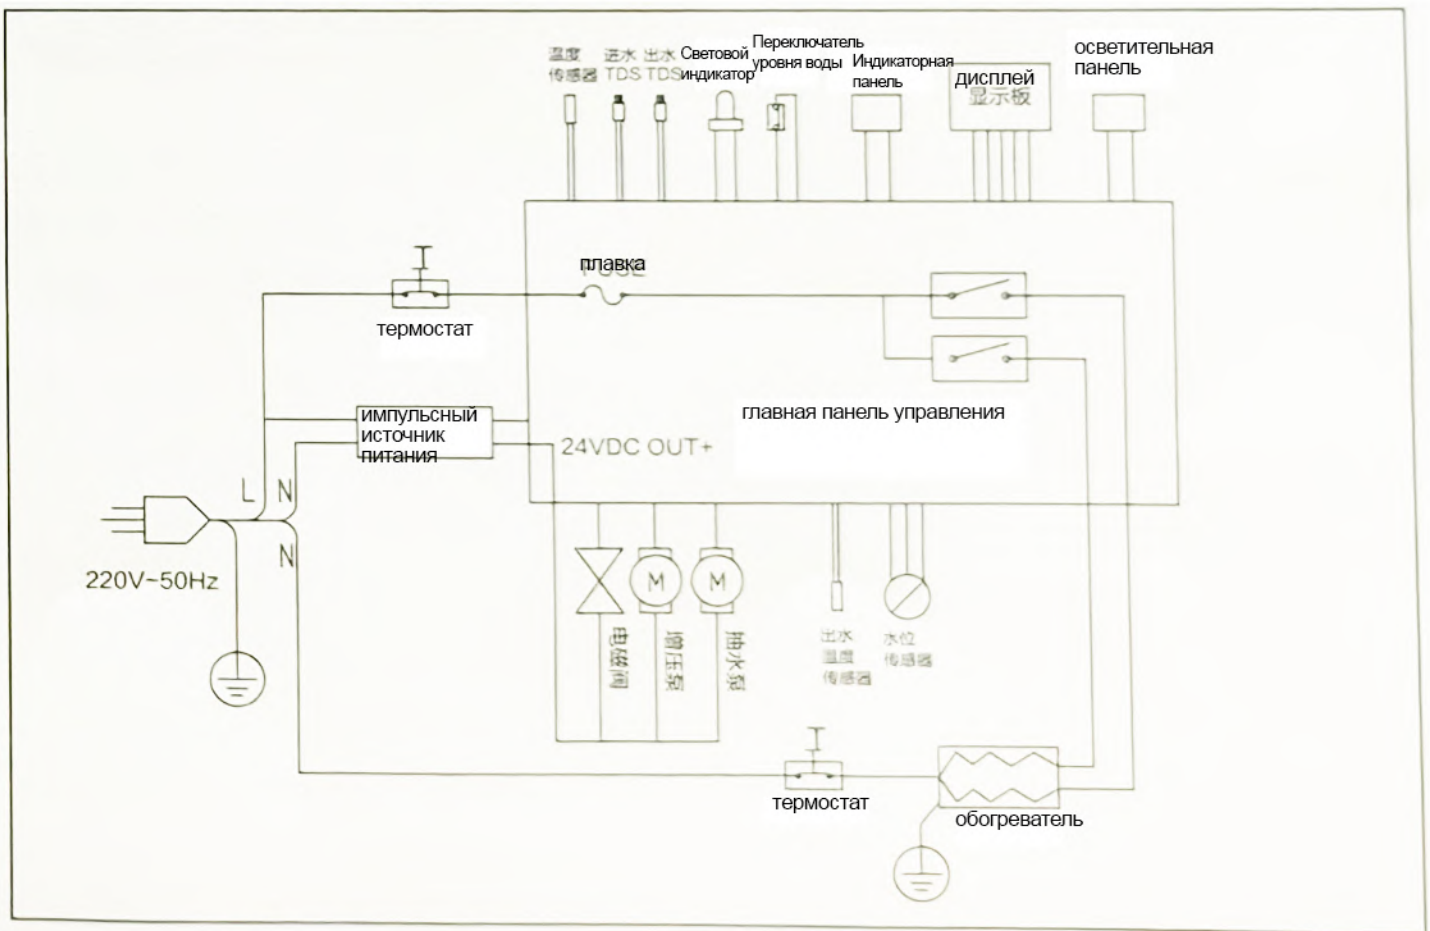 温度
传感器
进水
TDS
出水
TDS
Световой
индикатор
Переключатель
уровня воды
Индикаторная
панель
дисплей
显示板
осветительная
панель
плавка
термостат
импульсный
источник
питания
24VDC OUT+
главная панель управления
L
N
N
220V~50Hz
M
M
电磁阀
增压泵
抽水泵
出水
温度
传感器
水位
传感器
термостат
обогреватель